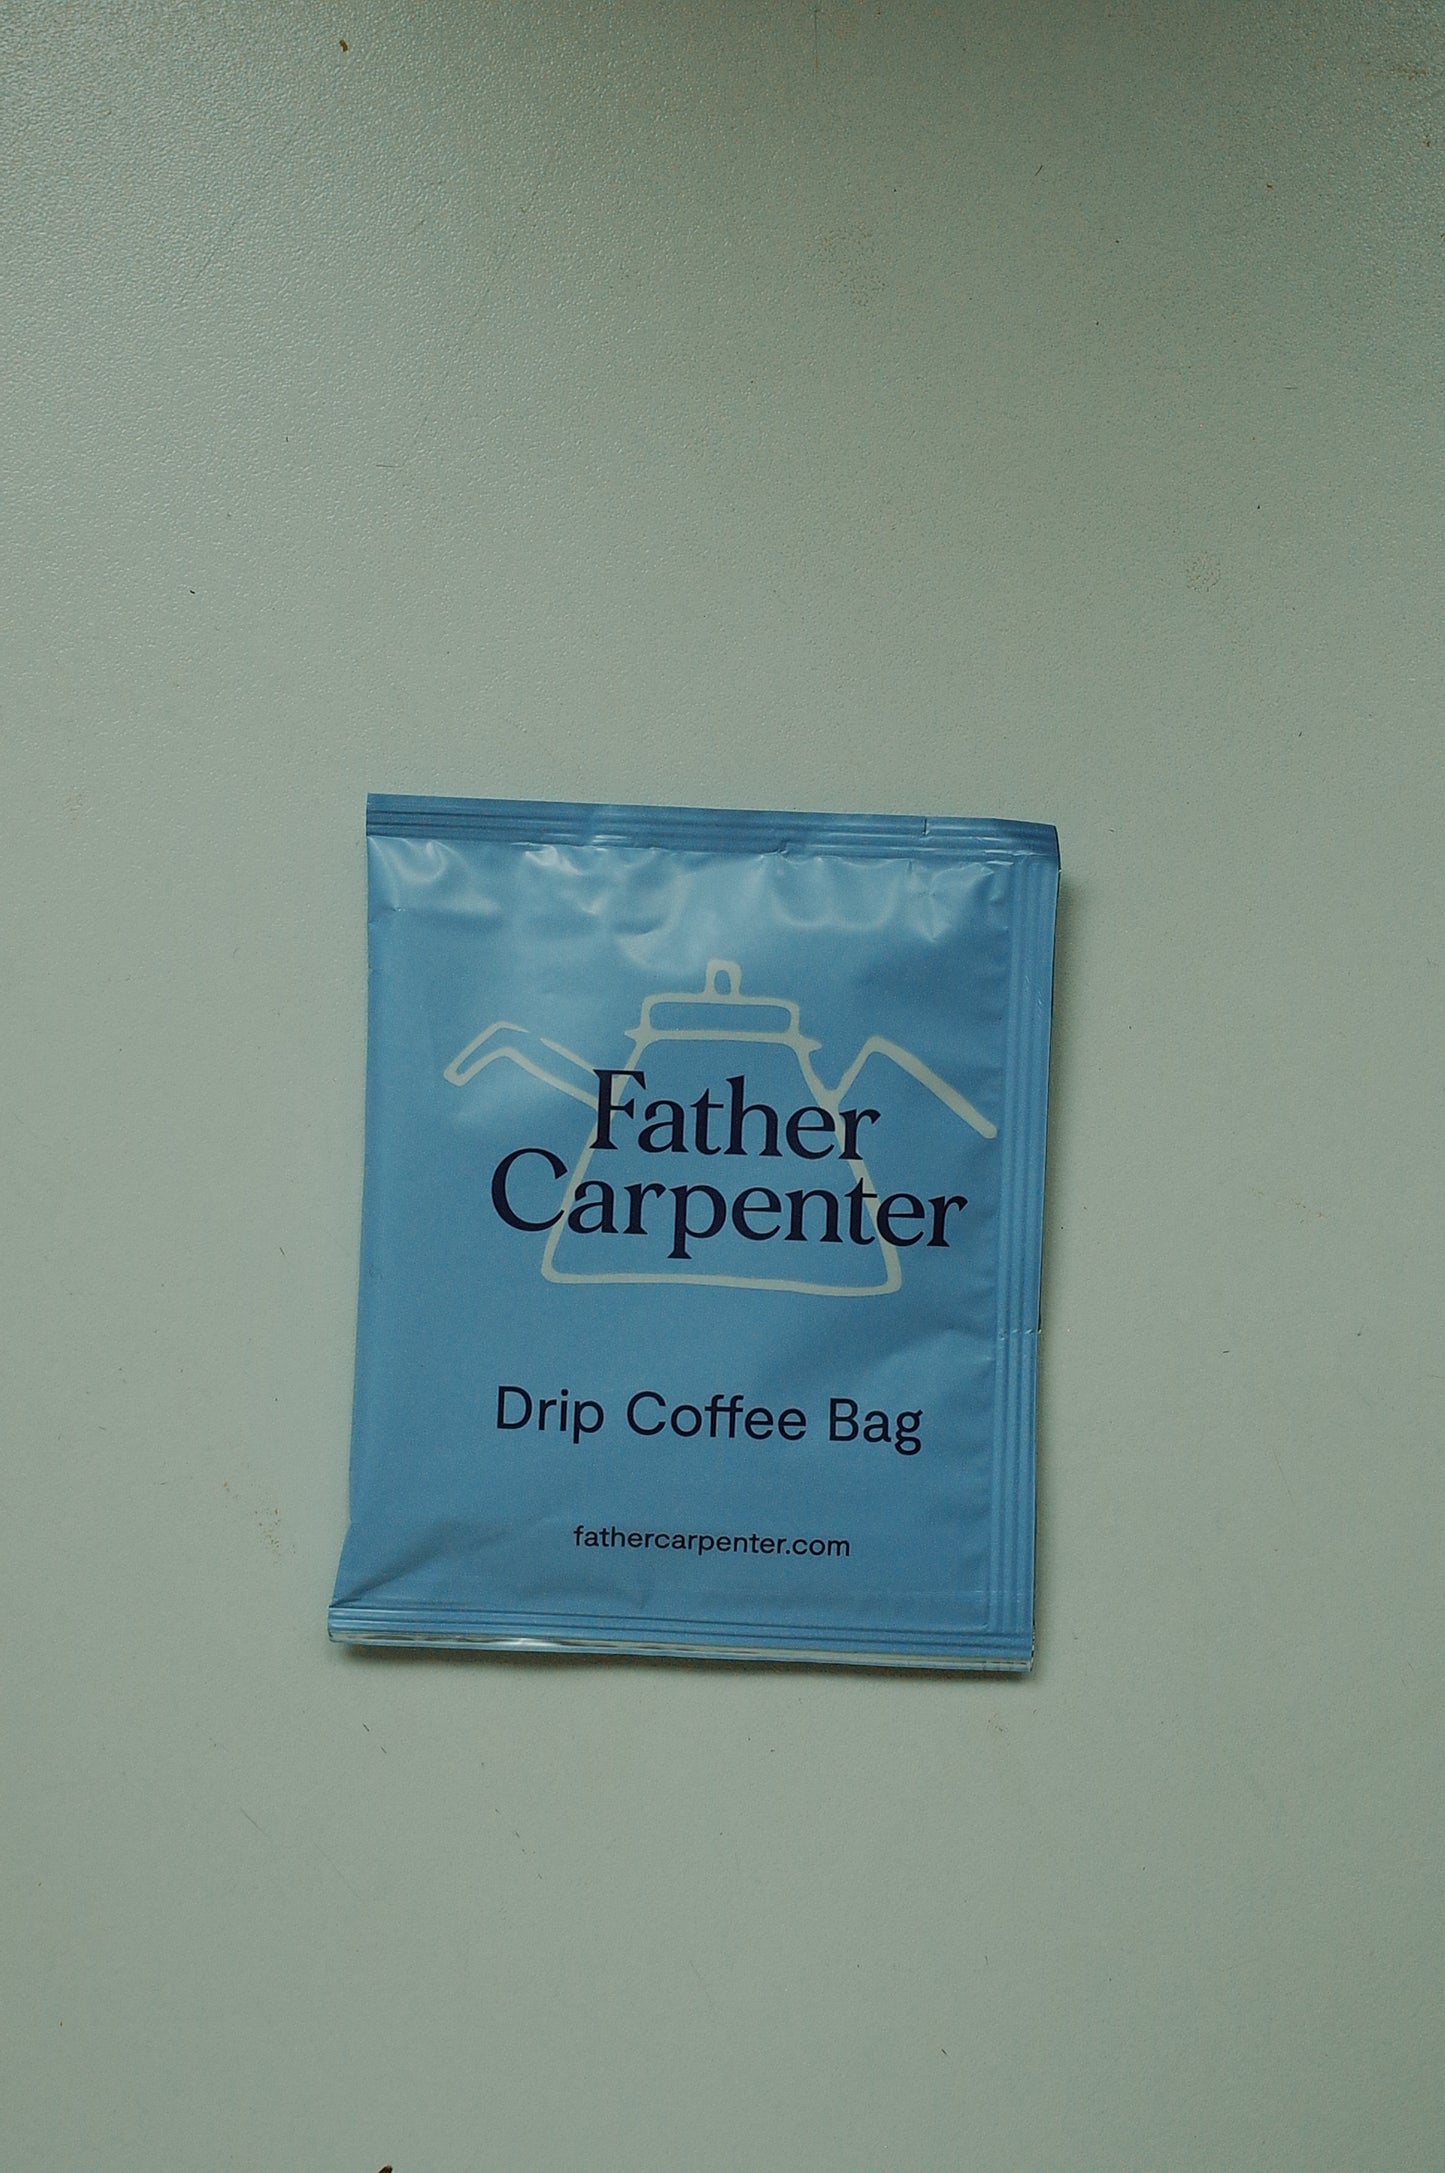 Father
Carpenter
Drip Coffee Bag
fathercarpenter.com